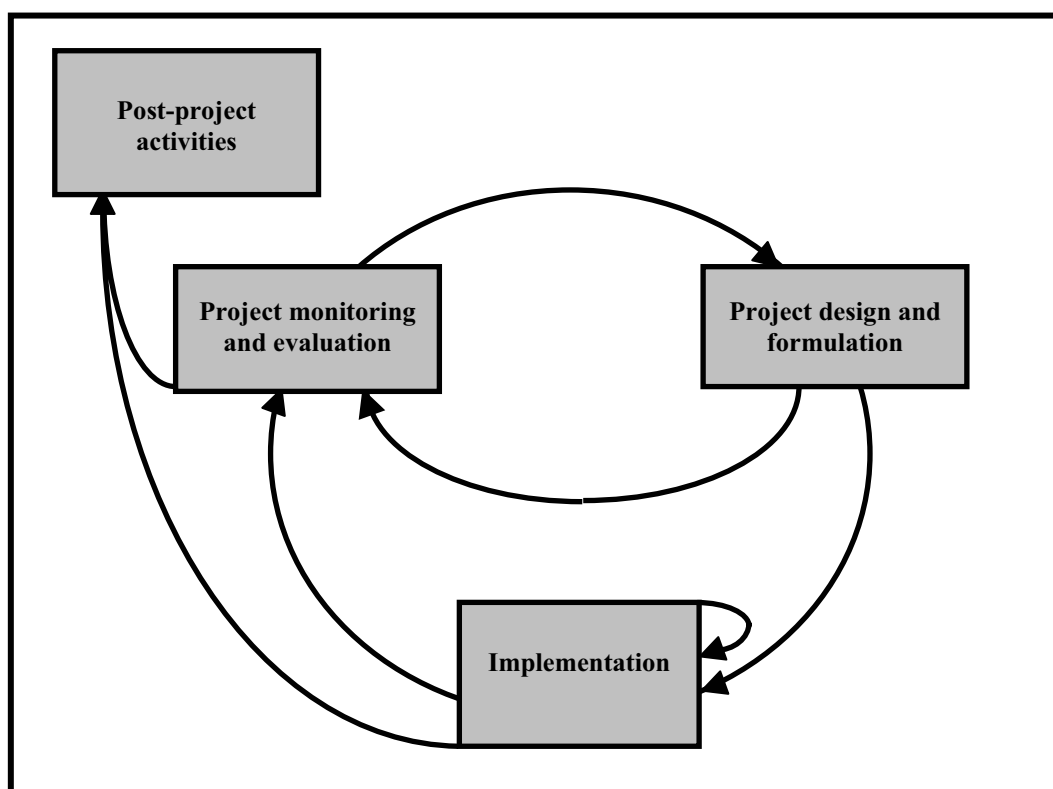 Post-project
activities
Project monitoring
and evaluation
Project design and
formulation
Implementation